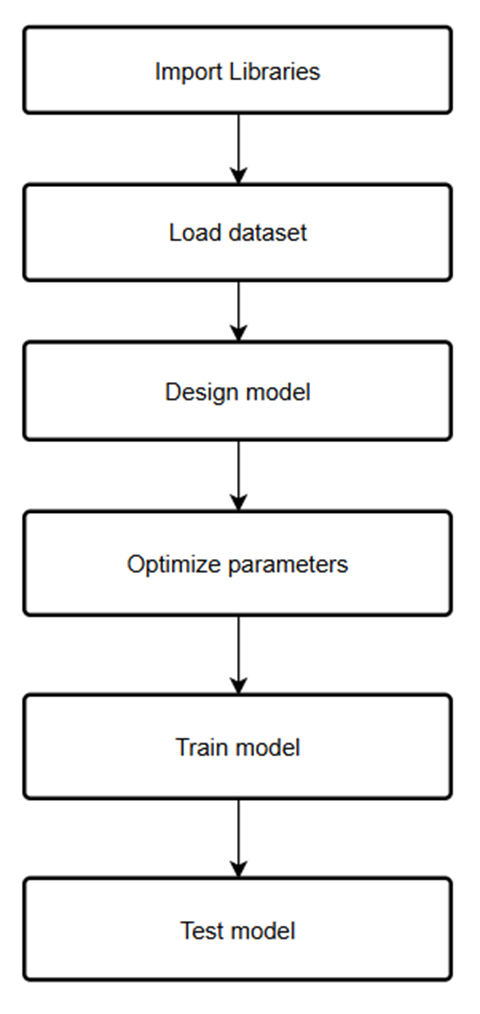 Import Libraries
Load dataset
Design model
Optimize parameters
Train model
Test model